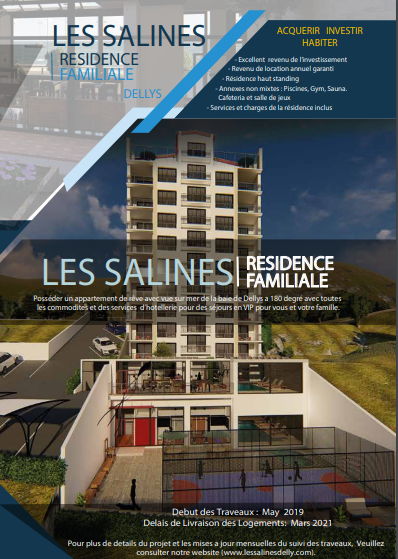 LES SALINES
RESIDENCE
FAMILIALE
DELLYS
ACQUERIR INVESTIR
HABITER
- Excellent revenu de l'investissement
- Revenu de location annuel garanti
- Résidence haut standing
- Annexes non mixtes : Piscines, Gym, Sauna.
Cafeteria et salle de jeux
- Services et charges de la résidence inclus
LES SALINES
RESIDENCE
FAMILIALE
Posséder un appartement de rêve avec vue sur mer de la baie de Dellys a 180 degré avec toutes
les commodites et des services d'hotellerie pour des séjours en VIP pour vous et votre famille.
Debut des Traveaux : May 2019
Delais de Livraison des Logements: Mars 2021
Pour plus de details du projet et les mises a jour mensuelles du suivi des traveaux, Veuillez
consulter notre website (www.lessalinesdelly.com).